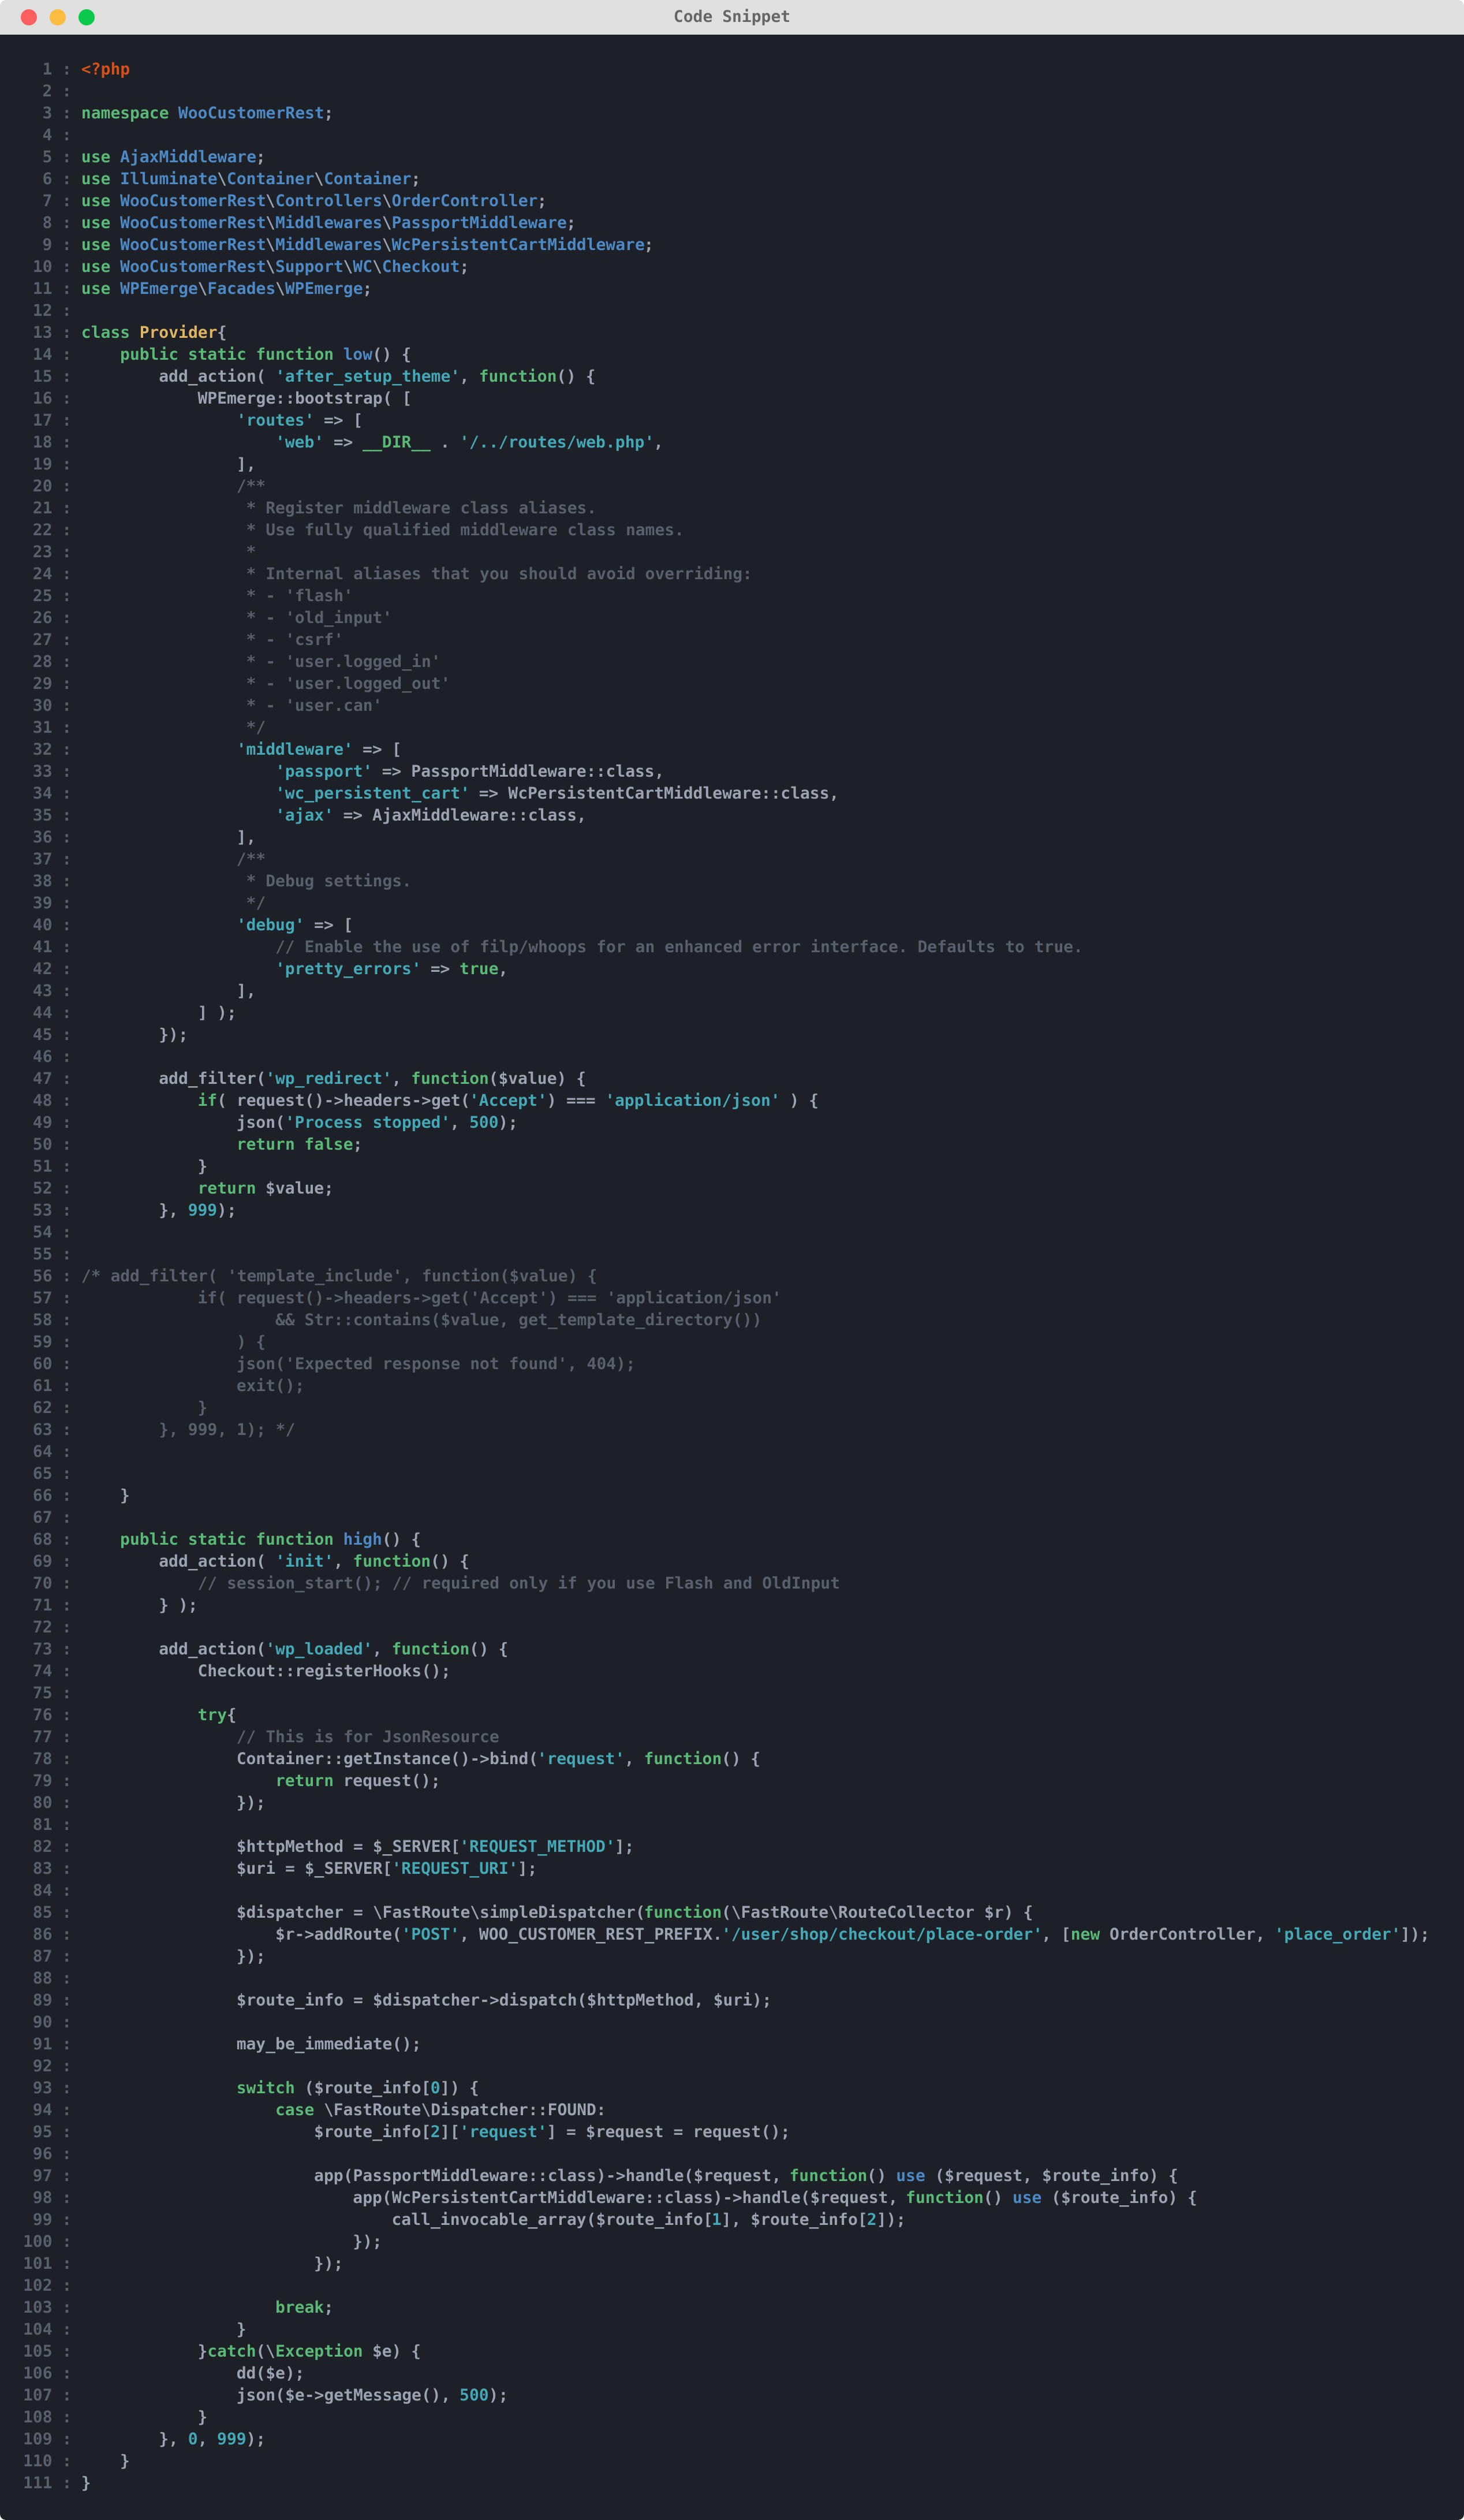 Code Snippet
1 : <?php
2 :
3 : namespace WooCustomerRest;
4 :
5 : use AjaxMiddleware;
6 : use Illuminate\Container\Container;
7 : use WooCustomerRest\Controllers\OrderController;
8 : use WooCustomerRest\Middlewares\PassportMiddleware;
9 : use WooCustomerRest\Middlewares\WcPersistentCartMiddleware;
10 : use WooCustomerRest\Support\WC\Checkout;
11 : use WPEmerge\Facades\WPEmerge;
12 :
13 : class Provider{
14 :     public static function low() {
15 :         add_action( 'after_setup_theme', function() {
16 :             WPEmerge::bootstrap( [
17 :                 'routes' => [
18 :                     'web' => __DIR__ . '/../routes/web.php',
19 :                 ],
20 :                 /**
21 :                  * Register middleware class aliases.
22 :                  * Use fully qualified middleware class names.
23 :                  *
24 :                  * Internal aliases that you should avoid overriding:
25 :                  * - 'flash'
26 :                  * - 'old_input'
27 :                  * - 'csrf'
28 :                  * - 'user.logged_in'
29 :                  * - 'user.logged_out'
30 :                  * - 'user.can'
31 :                  */
32 :                 'middleware' => [
33 :                     'passport' => PassportMiddleware::class,
34 :                     'wc_persistent_cart' => WcPersistentCartMiddleware::class,
35 :                     'ajax' => AjaxMiddleware::class,
36 :                 ],
37 :                 /**
38 :                  * Debug settings.
39 :                  */
40 :                 'debug' => [
41 :                     // Enable the use of filp/whoops for an enhanced error interface. Defaults to true.
42 :                     'pretty_errors' => true,
43 :                 ],
44 :             ] );
45 :         });
46 :
47 :         add_filter('wp_redirect', function($value) {
48 :             if( request()->headers->get('Accept') === 'application/json' ) {
49 :                 json('Process stopped', 500);
50 :                 return false;
51 :             }
52 :             return $value;
53 :         }, 999);
54 :
55 :
56 : /* add_filter( 'template_include', function($value) {
57 :             if( request()->headers->get('Accept') === 'application/json'
58 :                     && Str::contains($value, get_template_directory())
59 :                 ) {
60 :                 json('Expected response not found', 404);
61 :                 exit();
62 :             }
63 :         }, 999, 1); */
64 :
65 :
66 :     }
67 :
68 :     public static function high() {
69 :         add_action( 'init', function() {
70 :             // session_start(); // required only if you use Flash and OldInput
71 :         } );
72 :
73 :         add_action('wp_loaded', function() {
74 :             Checkout::registerHooks();
75 :
76 :             try{
77 :                 // This is for JsonResource
78 :                 Container::getInstance()->bind('request', function() {
79 :                     return request();
80 :                 });
81 :
82 :                 $httpMethod = $_SERVER['REQUEST_METHOD'];
83 :                 $uri = $_SERVER['REQUEST_URI'];
84 :
85 :                 $dispatcher = \FastRoute\simpleDispatcher(function(\FastRoute\RouteCollector $r) {
86 :                     $r->addRoute('POST', WOO_CUSTOMER_REST_PREFIX.'/user/shop/checkout/place-order', [new OrderController, 'place_order']);
87 :                 });
88 :
89 :                 $route_info = $dispatcher->dispatch($httpMethod, $uri);
90 :
91 :                 may_be_immediate();
92 :
93 :                 switch ($route_info[0]) {
94 :                     case \FastRoute\Dispatcher::FOUND:
95 :                         $route_info[2]['request'] = $request = request();
96 :
97 :                         app(PassportMiddleware::class)->handle($request, function() use ($request, $route_info) {
98 :                             app(WcPersistentCartMiddleware::class)->handle($request, function() use ($route_info) {
99 :                                 call_invocable_array($route_info[1], $route_info[2]);
100 :                             });
101 :                         });
102 :
103 :                     break;
104 :                 }
105 :             }catch(\Exception $e) {
106 :                 dd($e);
107 :                 json($e->getMessage(), 500);
108 :             }
109 :         }, 0, 999);
110 :     }
111 : }